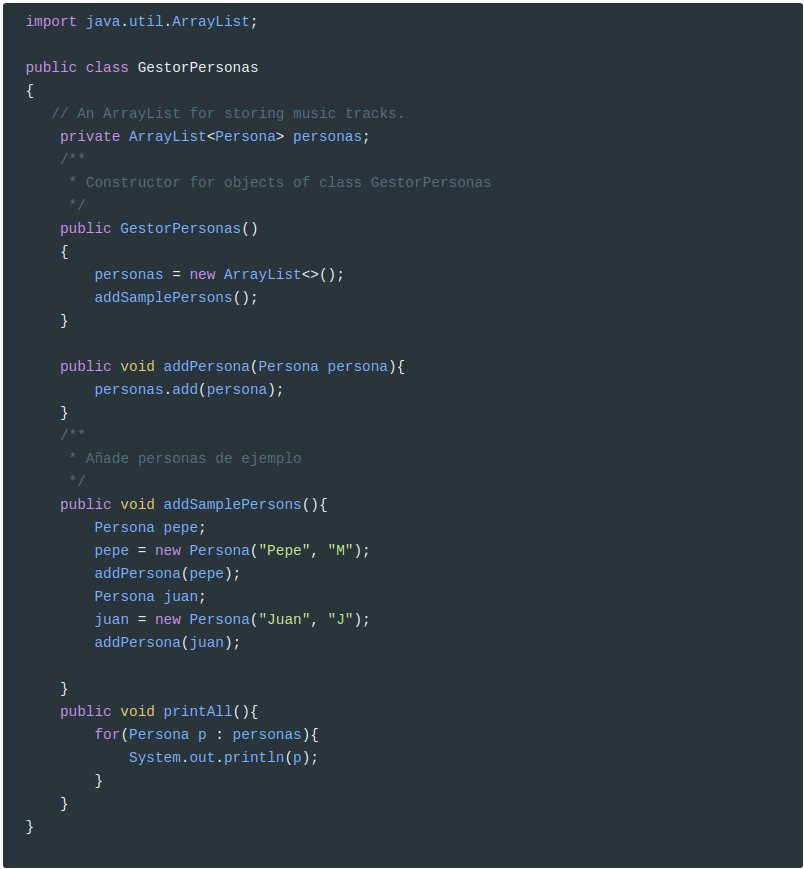 import java.util.ArrayList;
public class GestorPersonas
{
// An ArrayList for storing music tracks.
private ArrayList<Persona> personas;
/**
* Constructor for objects of class GestorPersonas
*/
public GestorPersonas()
{
personas = new ArrayList<>();
addSamplePersons();
}
public void addPersona(Persona persona){
personas.add(persona);
}
/**
* Añade personas de ejemplo
*/
public void addSamplePersons(){
Persona pepe;
pepe = new Persona("Pepe", "M");
addPersona(pepe);
Persona juan;
juan = new Persona("Juan", "J");
addPersona(juan);
}
public void printAll(){
for(Persona p : personas){
System.out.println(p);
}
}
}